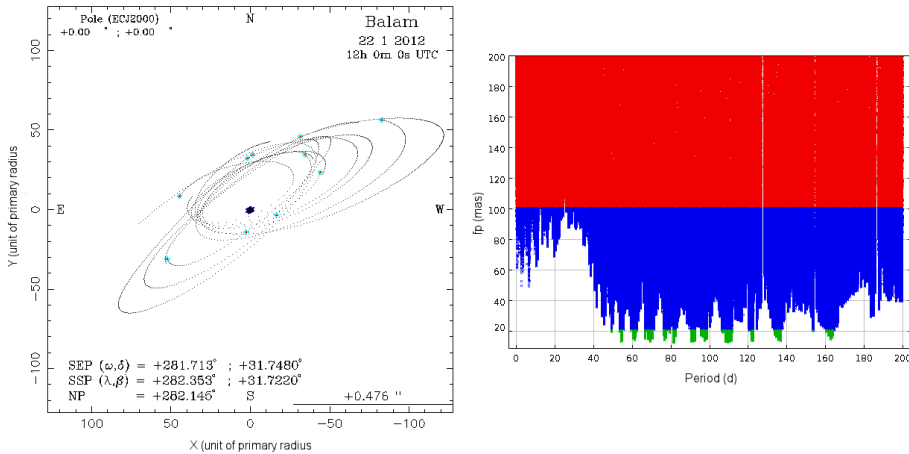 Pole (ECJ2000)
+0.00 " ; +0.00 "
N
Balam
22 1 2012
12h 0m 0s UTC
100
50
0
−50
−100
Y (unit of primary radius)
E
W
SEP (ω,δ) = +281.713° ; +31.7480°
SSP (λ,β) = +282.353° ; +31.7220°
NP = +282.145° S
+0.476 "
100 50 0 −50 −100
X (unit of primary radius
200
180
160
140
120
100
80
60
40
20
fp (mas)
0 20 40 60 80 100 120 140 160 180 200
Period (d)